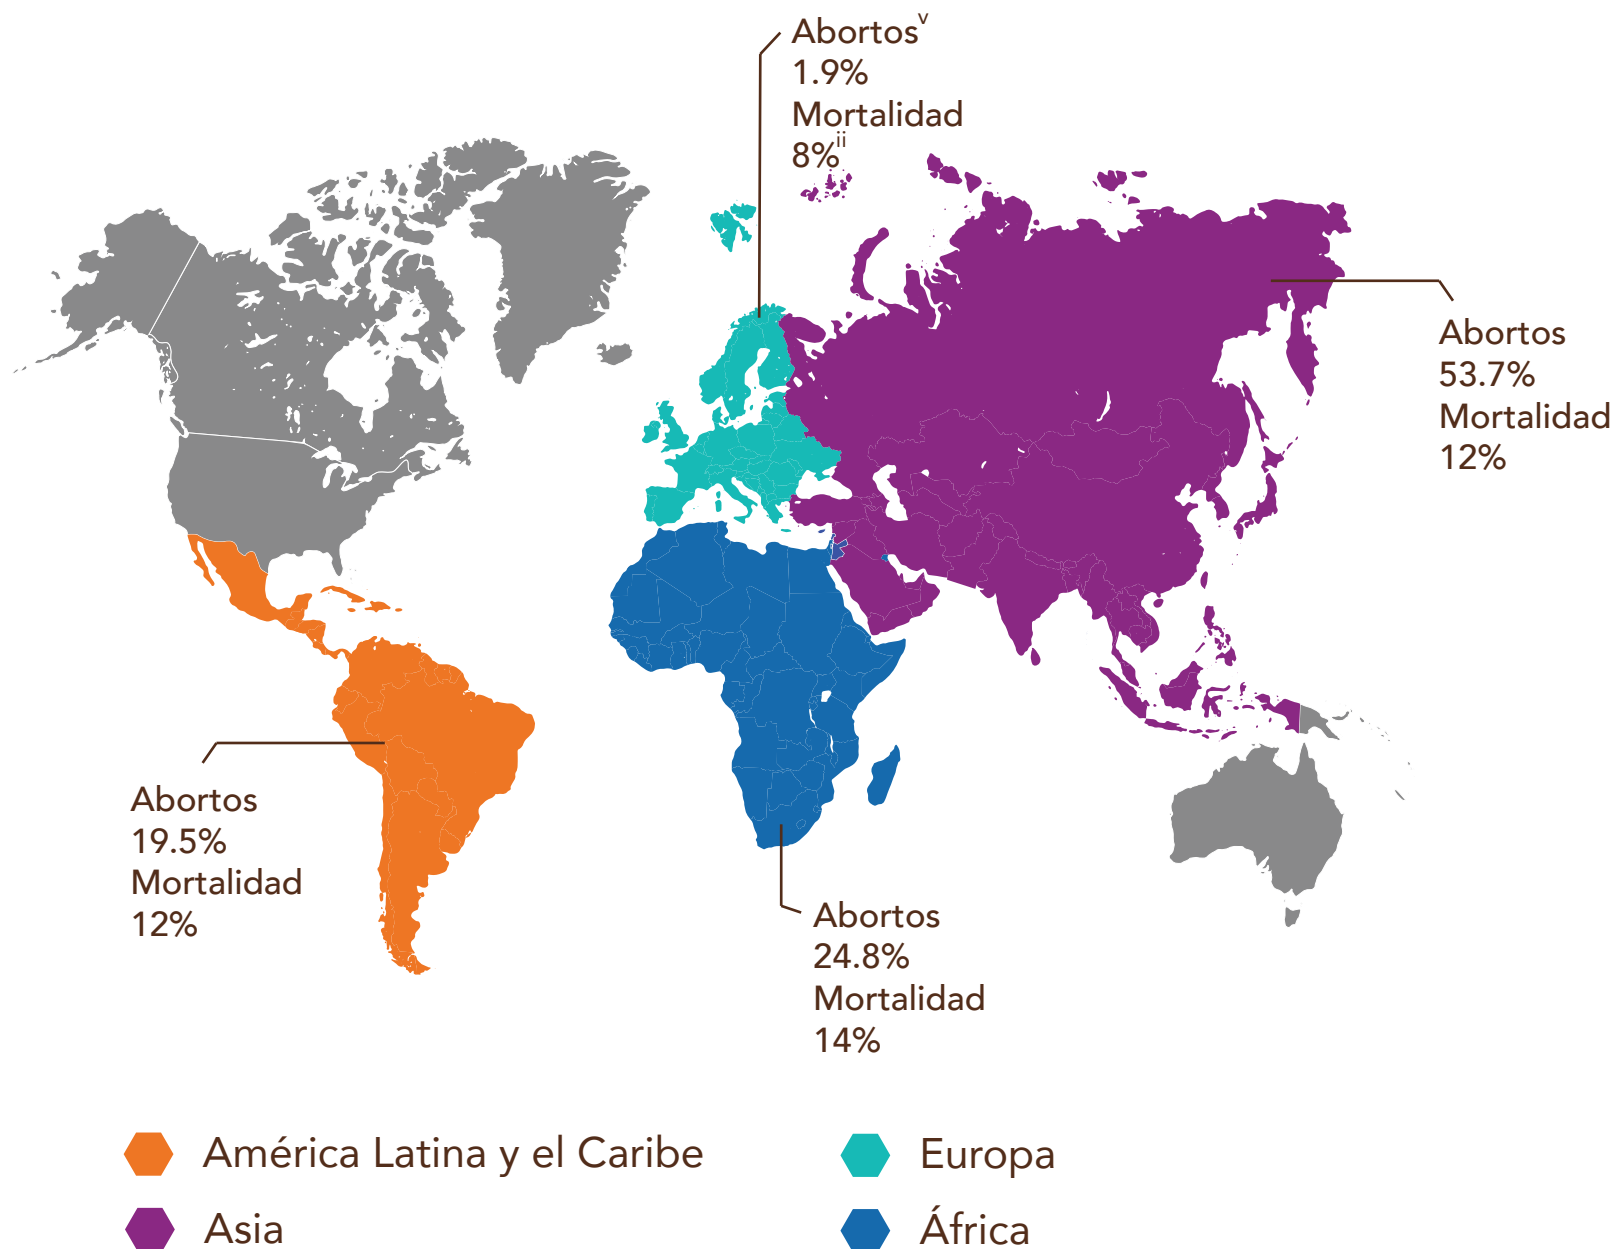 Abortosᵛ
1.9%
Mortalidad
8%ⁱⁱ
Abortos
53.7%
Mortalidad
12%
Abortos
19.5%
Mortalidad
12%
Abortos
24.8%
Mortalidad
14%
América Latina y el Caribe
Europa
Asia
África